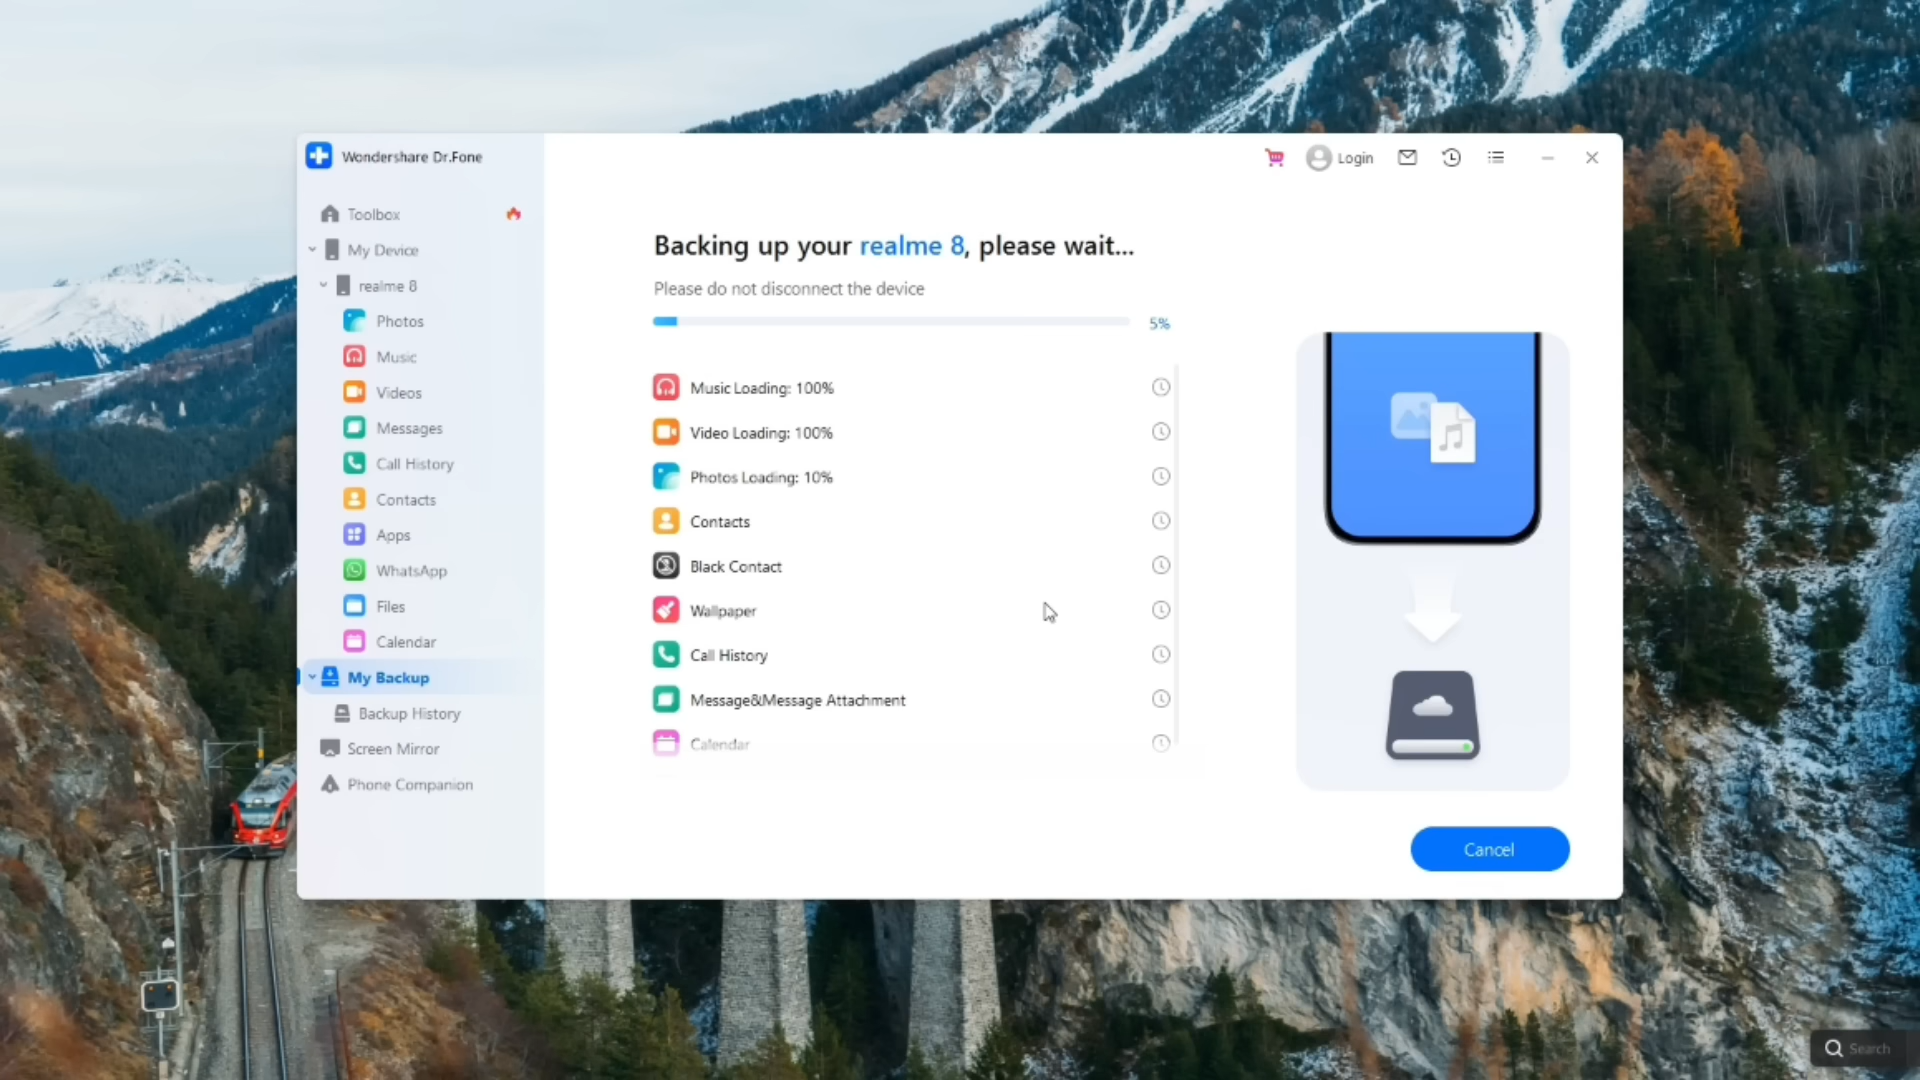 Wondershare Dr.Fone
Login
Toolbox
My Device
realme 8
Photos
Music
Videos
Messages
Call History
Contacts
Apps
WhatsApp
Files
Calendar
My Backup
Backup History
Screen Mirror
Phone Companion
Backing up your realme 8, please wait...
Please do not disconnect the device
5%
Music Loading: 100%
Video Loading: 100%
Photos Loading: 10%
Contacts
Black Contact
Wallpaper
Call History
Message&Message Attachment
Calendar
Cancel
Search